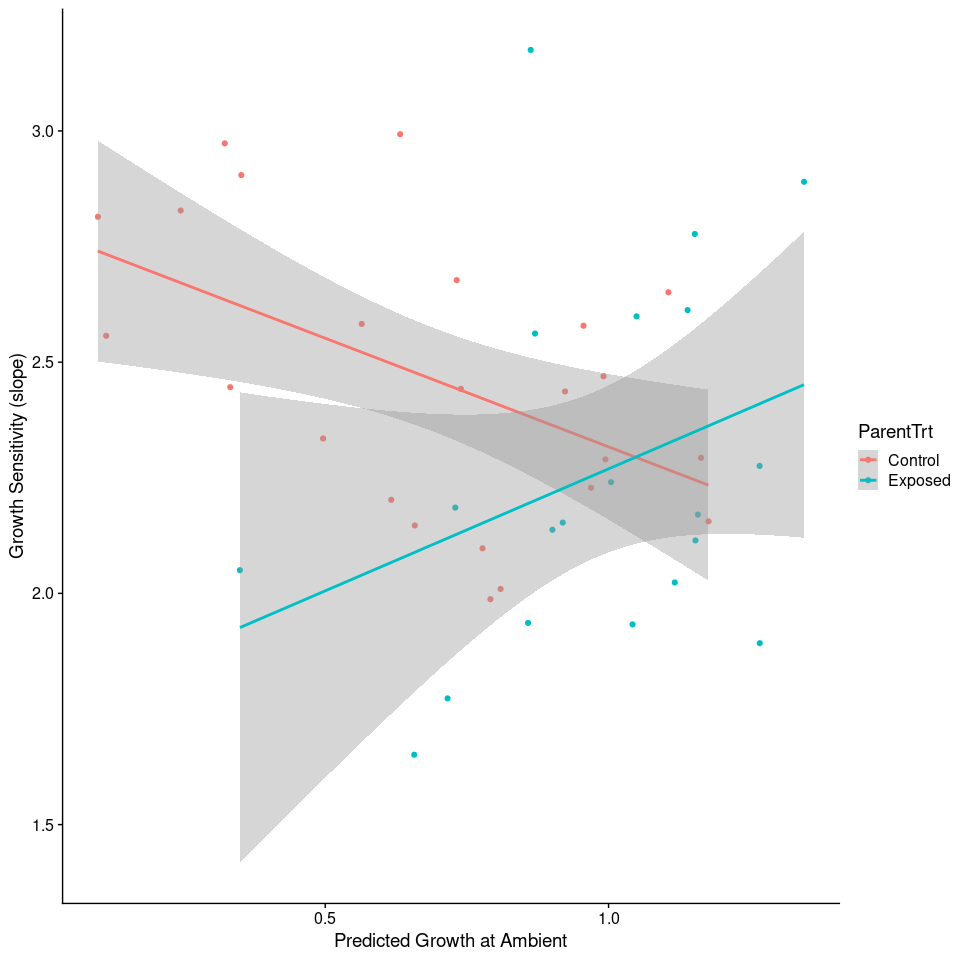 3.0
2.5
2.0
1.5
Growth Sensitivity (slope)
0.5 1.0
Predicted Growth at Ambient
ParentTrt
Control
Exposed